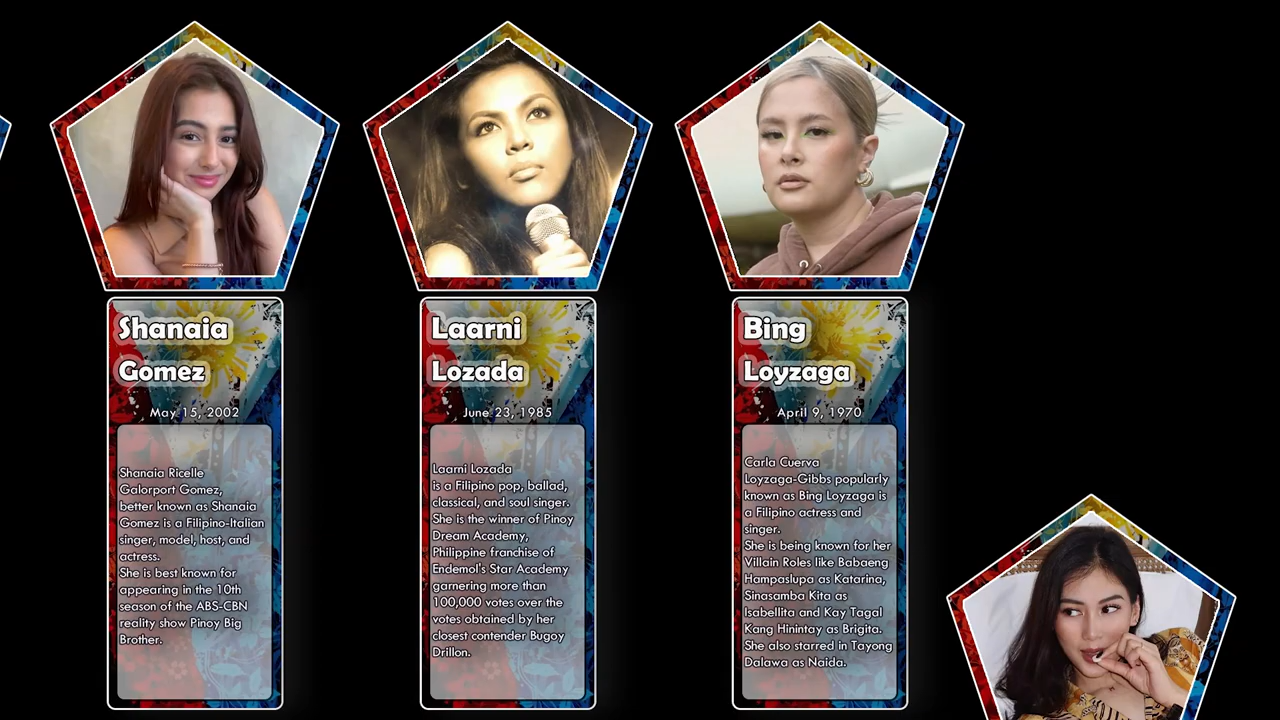 Shanaia
Gomez
May 15, 2002
Shanaia Ricelle
Galorport Gomez,
better known as Shanaia
Gomez is a Filipino-Italian
singer, model, host, and
actress.
She is best known for
appearing in the 10th
season of the ABS-CBN
reality show Pinoy Big
Brother.
Laarni
Lozada
June 23, 1985
Laarni Lozada
is a Filipino pop, ballad,
classical, and soul singer.
She is the winner of Pinoy
Dream Academy,
Philippine franchise of
Endemol's Star Academy
garnering more than
100,000 votes over the
votes obtained by her
closest contender Bugoy
Drilon.
Bing
Loyzaga
April 9, 1970
Carla Cuerva
Loyzaga-Gibbs popularly
known as Bing Loyzaga is
a Filipino actress and
singer.
She is being known for her
Villain Roles like Babaeng
Hampaslupa as Katarina,
Sinasamba Kita as
Isabellita and Kay Tagal
Kang Hinintay as Brigita.
She also starred in Tayong
Dalawa as Naida.